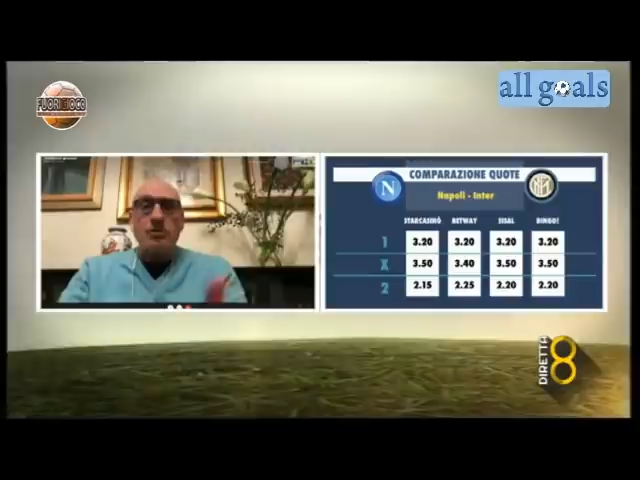 FUORIGIOCO
all goals
COMPARAZIONE QUOTE
Napoli - Inter
STARCASINÒ BETWAY SISAL BINGO!
1 3.20 3.20 3.20 3.20
X 3.50 3.40 3.50 3.50
2 2.15 2.25 2.20 2.20
DIRETTA 8